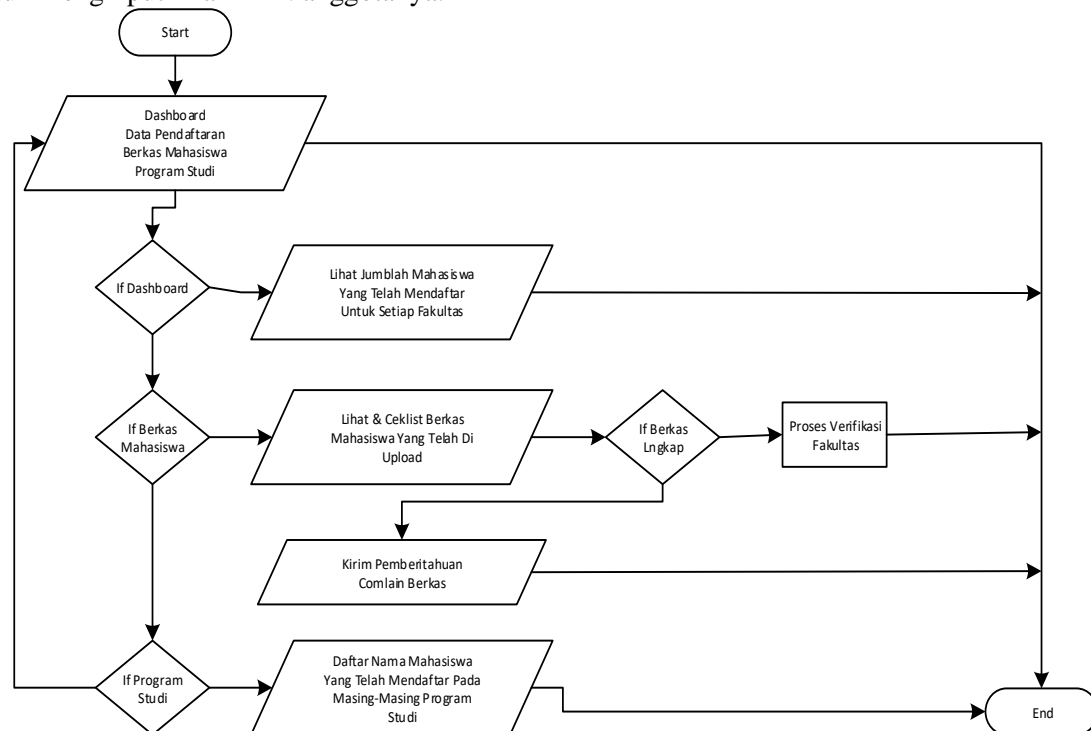 Start
Dashboard
Data Pendaftaran
Berkas Mahasiswa
Program Studi
If Dashboard
Lihat Jumblah Mahasiswa
Yang Telah Mendaftar
Untuk Setiap Fakultas
If Berkas
Mahasiswa
Lihat & Ceklist Berkas
Mahasiswa Yang Telah Di
Upload
If Berkas
Lngkap
Proses Verifikasi
Fakultas
Kirim Pemberitahuan
Comlain Berkas
If Program
Studi
Daftar Nama Mahasiswa
Yang Telah Mendaftar Pada
Masing-Masing Program
Studi
End